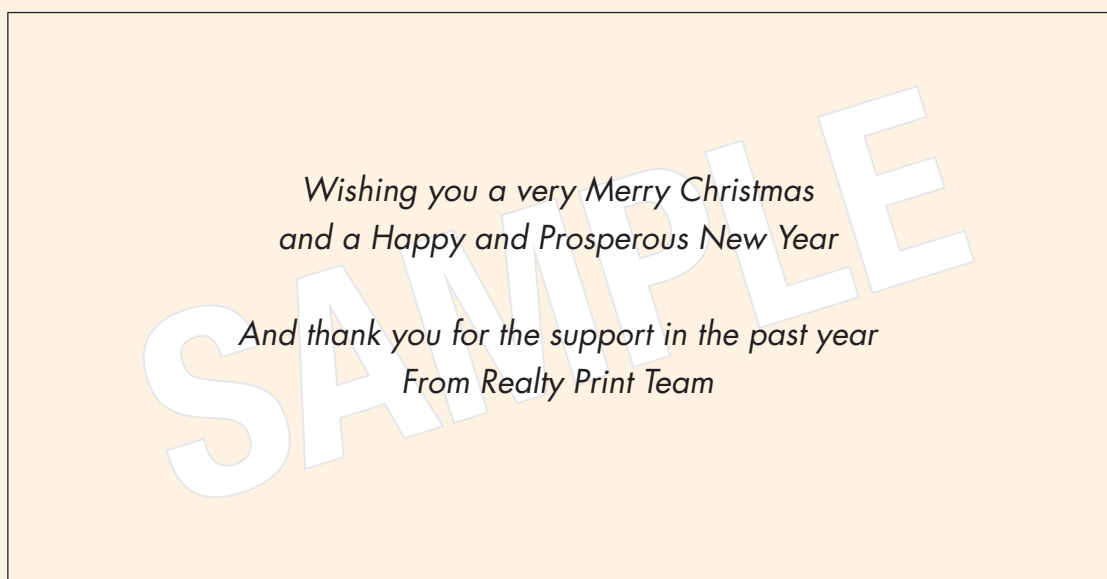 Wishing you a very Merry Christmas
and a Happy and Prosperous New Year
And thank you for the support in the past year
From Realty Print Team
SAMPLE